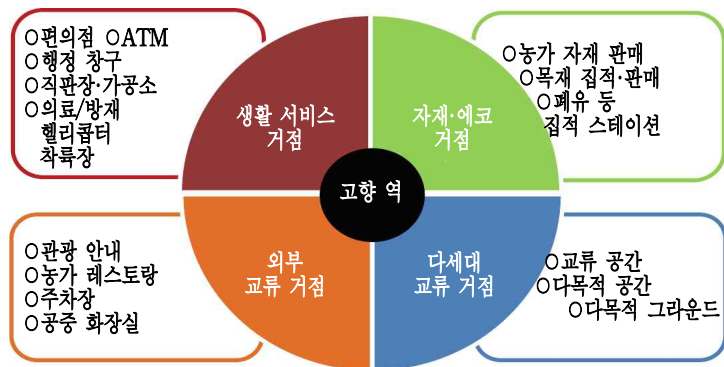 ○편의점 ○ATM
○행정 창구
○직판장·가공소
○의료/방재
헬리콥터
착륙장
생활 서비스
거점
자재·에코
거점
○농가 자재 판매
○목재 집적·판매
○폐유 등
집적 스테이션
고향 역
○관광 안내
○농가 레스토랑
○주차장
○공중 화장실
외부
교류 거점
다세대
교류 거점
○교류 공간
○다목적 공간
○다목적 그라운드